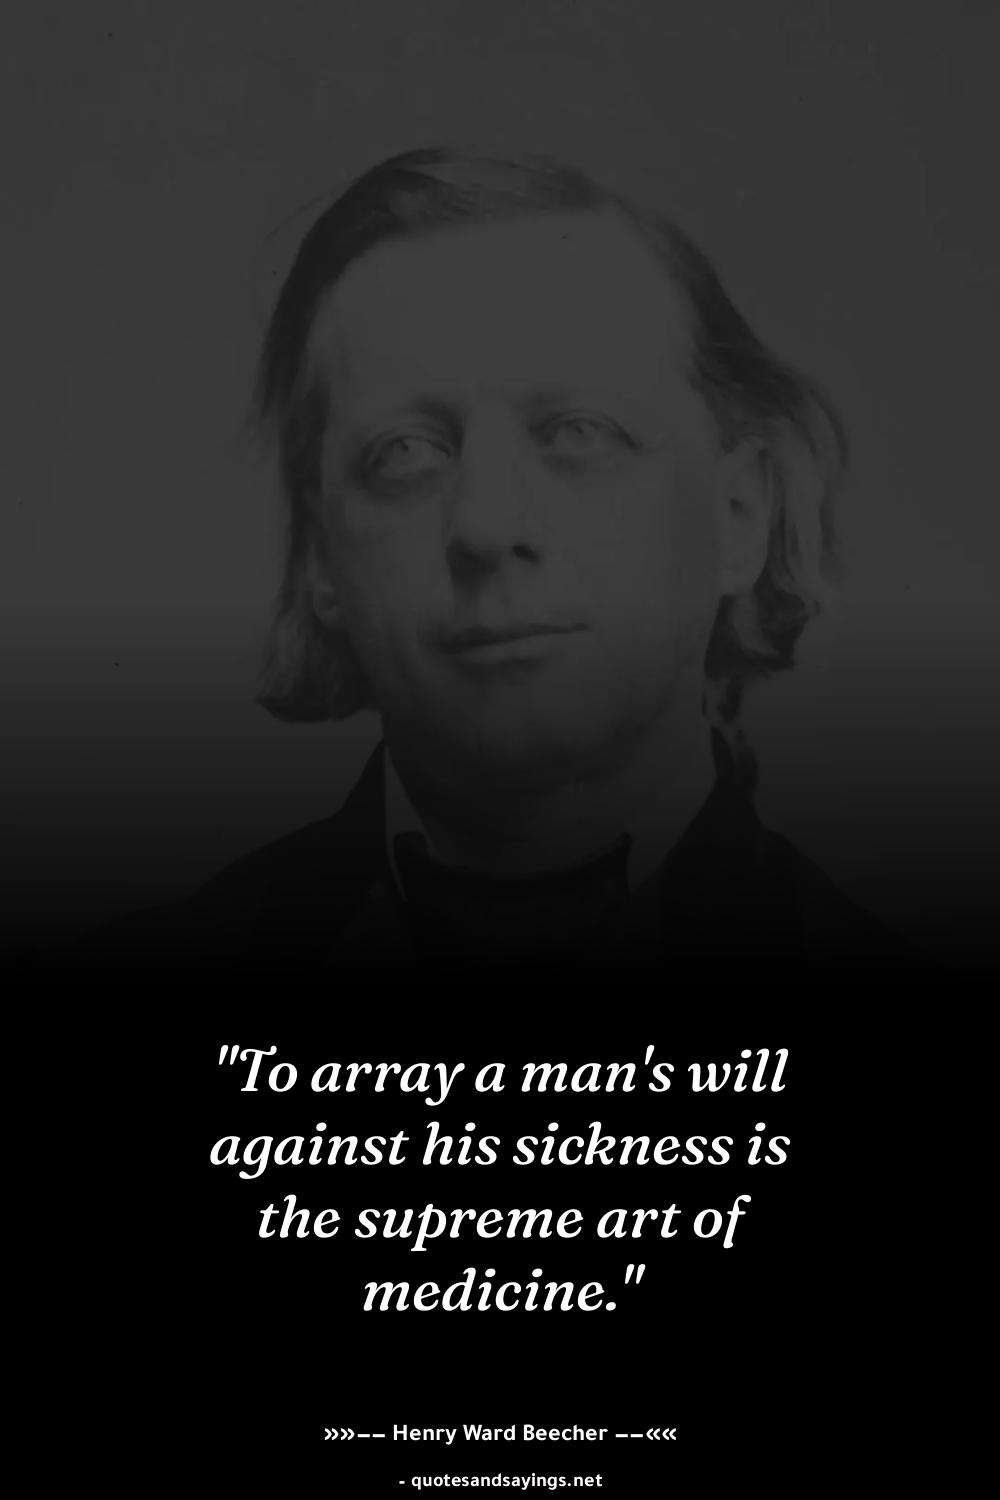 "To array a man's will
against his sickness is
the supreme art of
medicine."
»»–– Henry Ward Beecher ––««
- quotesandsayings.net